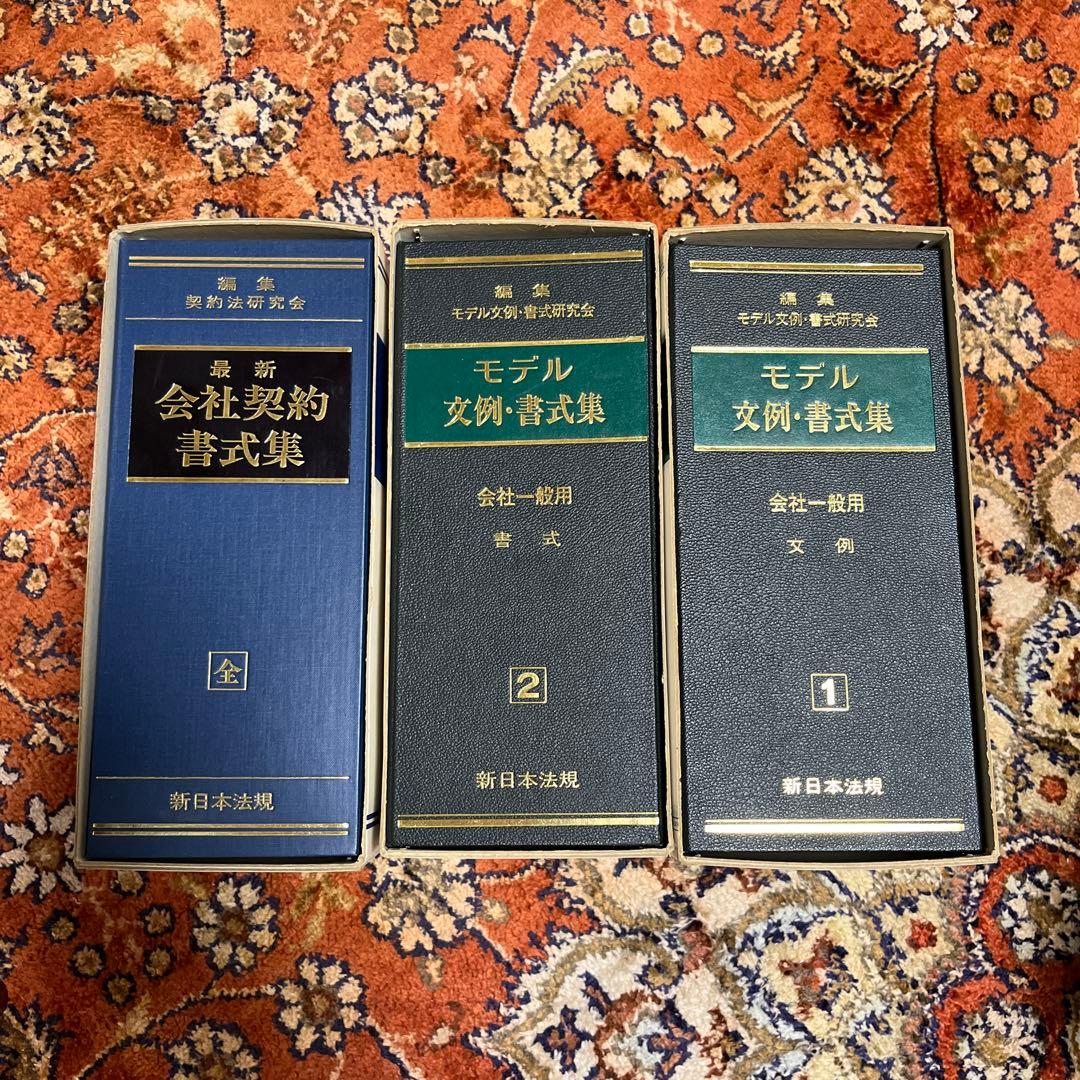 編集
契約法研究会
最新
会社契約
書式集
全
新日本法規
編集
モデル文例・書式研究会
モデル
文例・書式集
会社一般用
書式
2
新日本法規
編集
モデル文例・書式研究会
モデル
文例・書式集
会社一般用
文例
1
新日本法規